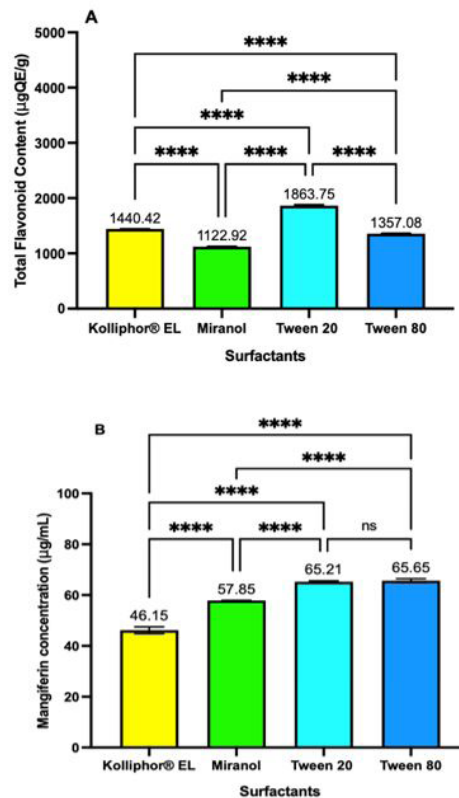 A
Total Flavonoid Content (µgQE/g)
5000
4000
3000
2000
1000
0
****
****
****
****
****
****
1440.42
1122.92
1863.75
1357.08
Kolliphor® EL
Miranol
Tween 20
Tween 80
Surfactants
B
Mangiferin concentration (µg/mL)
100
80
60
40
20
0
****
****
****
****
****
ns
46.15
57.85
65.21
65.65
Kolliphor® EL
Miranol
Tween 20
Tween 80
Surfactants